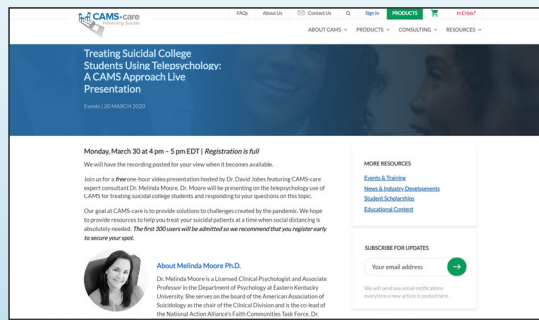 CAMS-care
Preventing Suicide
FAQs About Us Contact Us Sign In PRODUCTS In Crisis?
ABOUT CAMS PRODUCTS CONSULTING RESOURCES
Treating Suicidal College
Students Using Telepsychology:
A CAMS Approach Live
Presentation
Events | 20 MARCH 2020
Monday, March 30 at 4 pm – 5 pm EDT | Registration is full
We will have the recording posted for your view when it becomes available.
Join us for a free one-hour video presentation hosted by Dr. David Jobes featuring CAMS-care
expert consultant Dr. Melinda Moore. Dr. Moore will be presenting on the telepsychology use of
CAMS for treating suicidal college students and responding to your questions on this topic.
Our goal at CAMS-care is to provide solutions to challenges created by the pandemic. We hope
to provide resources to help you treat your suicidal patients at a time when social distancing is
absolutely needed. The first 300 users will be admitted so we recommend that you register early
to secure your spot.
About Melinda Moore Ph.D.
Dr. Melinda Moore is a Licensed Clinical Psychologist and Associate
Professor in the Department of Psychology at Eastern Kentucky
University. She serves on the board of the American Association of
Suicidology as the chair of the Clinical Division and is the co-lead of
the National Action Alliance's Faith Communities Task Force. Dr.
MORE RESOURCES
Events & Training
News & Industry Developments
Student Scholarships
Educational Content
SUBSCRIBE FOR UPDATES
Your email address
We will send you email notifications
everytime a new article is posted here.